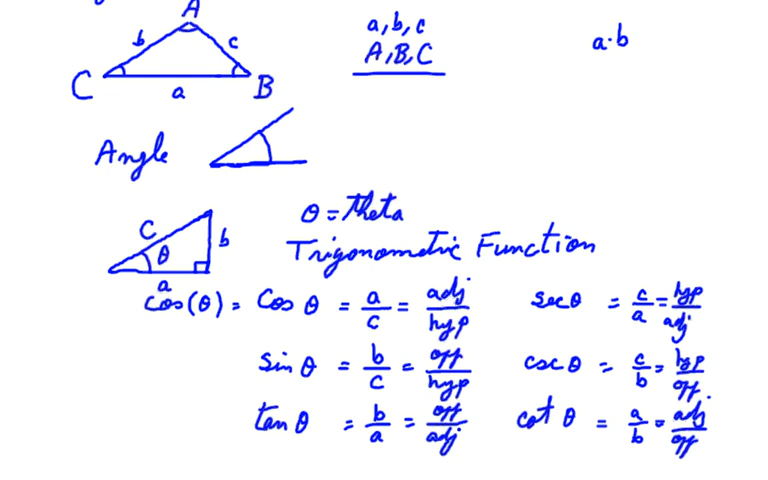 A
b c
C a B
a, b, c
A, B, C
a·b
Angle
C θ b
a
θ = theta
Trigonometric Function
cos(θ) = cos θ = a/c = adj/hyp
sec θ = c/a = hyp/adj
sin θ = b/c = opp/hyp
csc θ = c/b = hyp/opp.
tan θ = b/a = opp/adj
cot θ = a/b = adj/opp